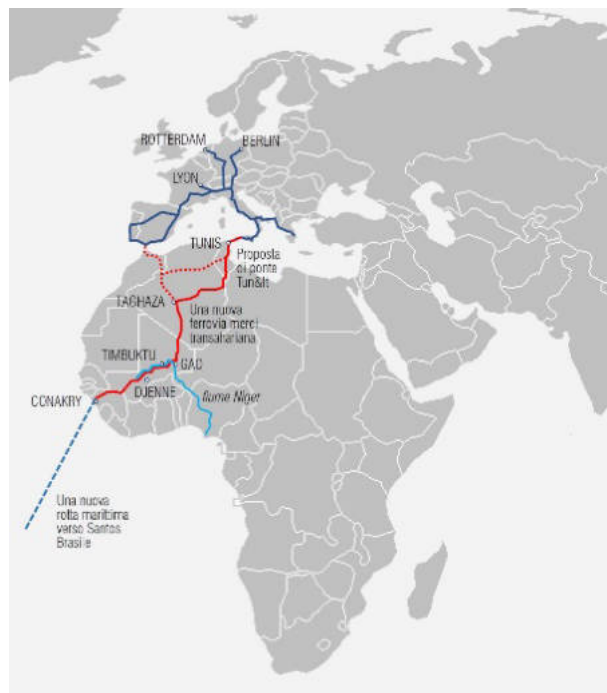 ROTTERDAM
BERLIN
LYON
TUNIS
Proposta
di ponte
Tun&It
TAGHAZA
Una nuova
ferrovia merci
transahariana
TIMBUKTU
GAO
DJENNE
fiume Niger
CONAKRY
Una nuova
rotta marittima
verso Santos
Brasile